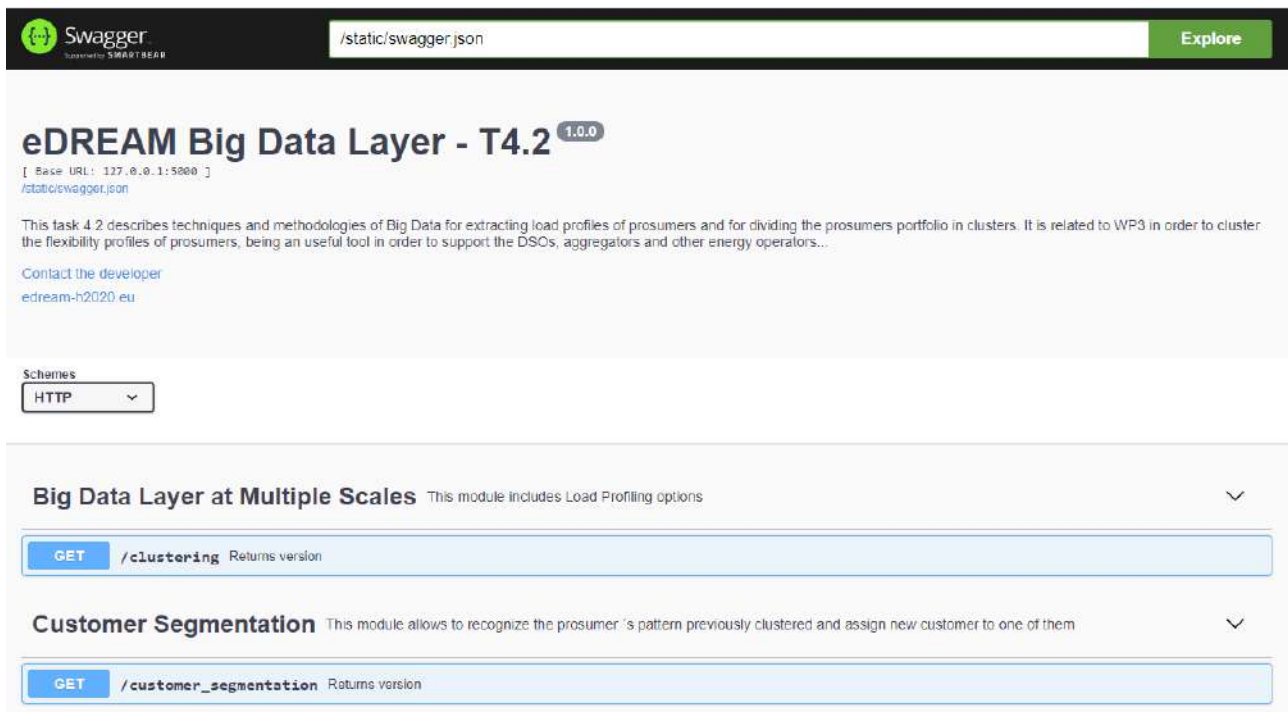 {···} Swagger
Supported by SMARTBEAR
/static/swagger.json
Explore
eDREAM Big Data Layer - T4.2 1.0.0
[ Base URL: 127.0.0.1:5000 ]
/static/swagger.json
This task 4.2 describes techniques and methodologies of Big Data for extracting load profiles of prosumers and for dividing the prosumers portfolio in clusters. It is related to WP3 in order to cluster
the flexibility profiles of prosumers, being an useful tool in order to support the DSOs, aggregators and other energy operators...
Contact the developer
edream-h2020.eu
Schemes
HTTP
Big Data Layer at Multiple Scales This module includes Load Profiling options
GET /clustering Returns version
Customer Segmentation This module allows to recognize the prosumer ´s pattern previously clustered and assign new customer to one of them
GET /customer_segmentation Returns version